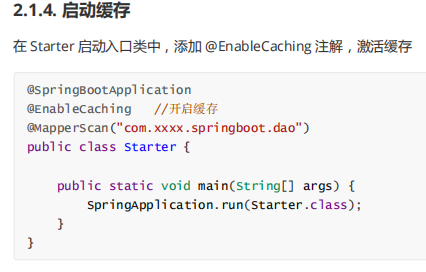 2.1.4. 启动缓存
在 Starter 启动入口类中，添加 @EnableCaching 注解，激活缓存
@SpringBootApplication
@EnableCaching   //开启缓存
@MapperScan("com.xxxx.springboot.dao")
public class Starter {
    public static void main(String[] args) {
        SpringApplication.run(Starter.class);
    }
}